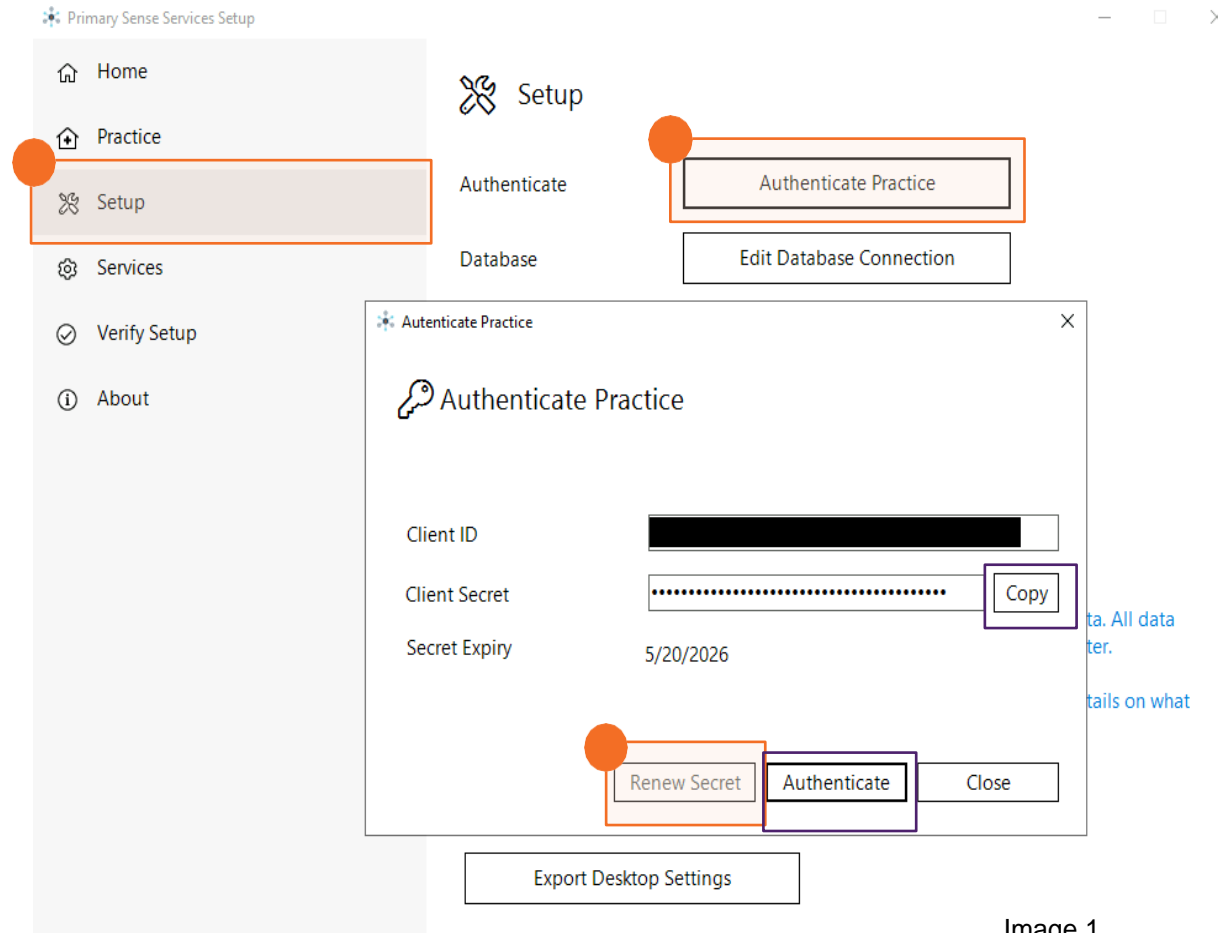 Primary Sense Services Setup
Home
Practice
Setup
Services
Verify Setup
About
Setup
Authenticate
Authenticate Practice
Database
Edit Database Connection
Autenticate Practice
Authenticate Practice
Client ID
Client Secret
Copy
Secret Expiry
5/20/2026
ta. All data
ter.
tails on what
Renew Secret
Authenticate
Close
Export Desktop Settings
Image 1